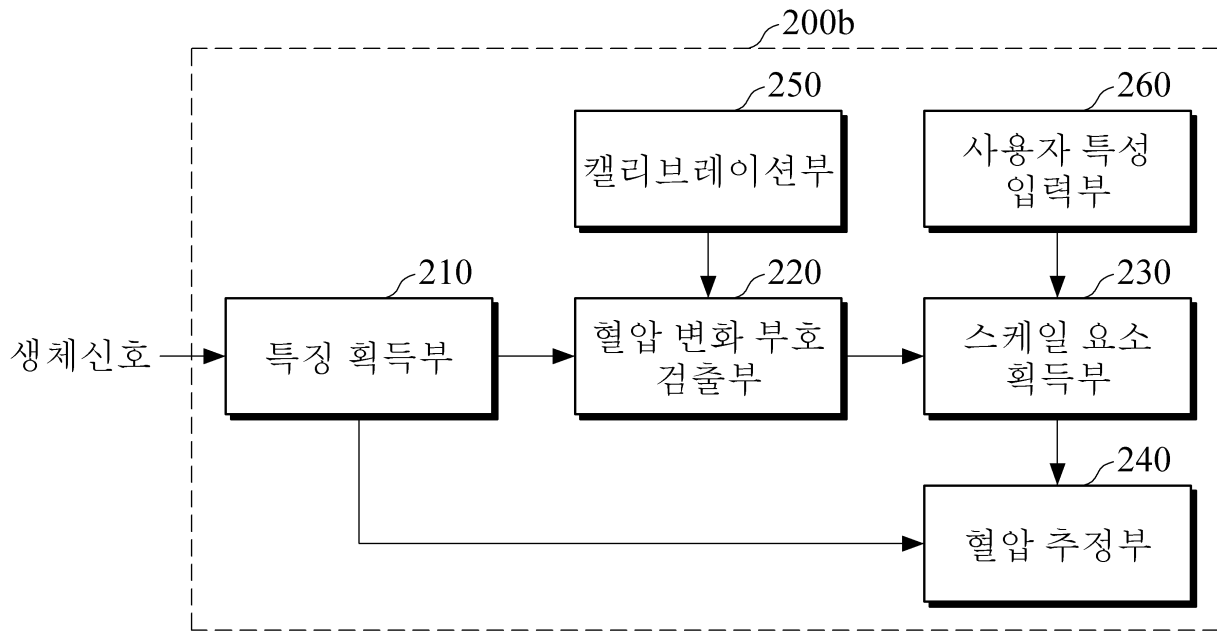 200b
250
캘리브레이션부
260
사용자 특성
입력부
생체신호
210
특징 획득부
220
혈압 변화 부호
검출부
230
스케일 요소
획득부
240
혈압 추정부